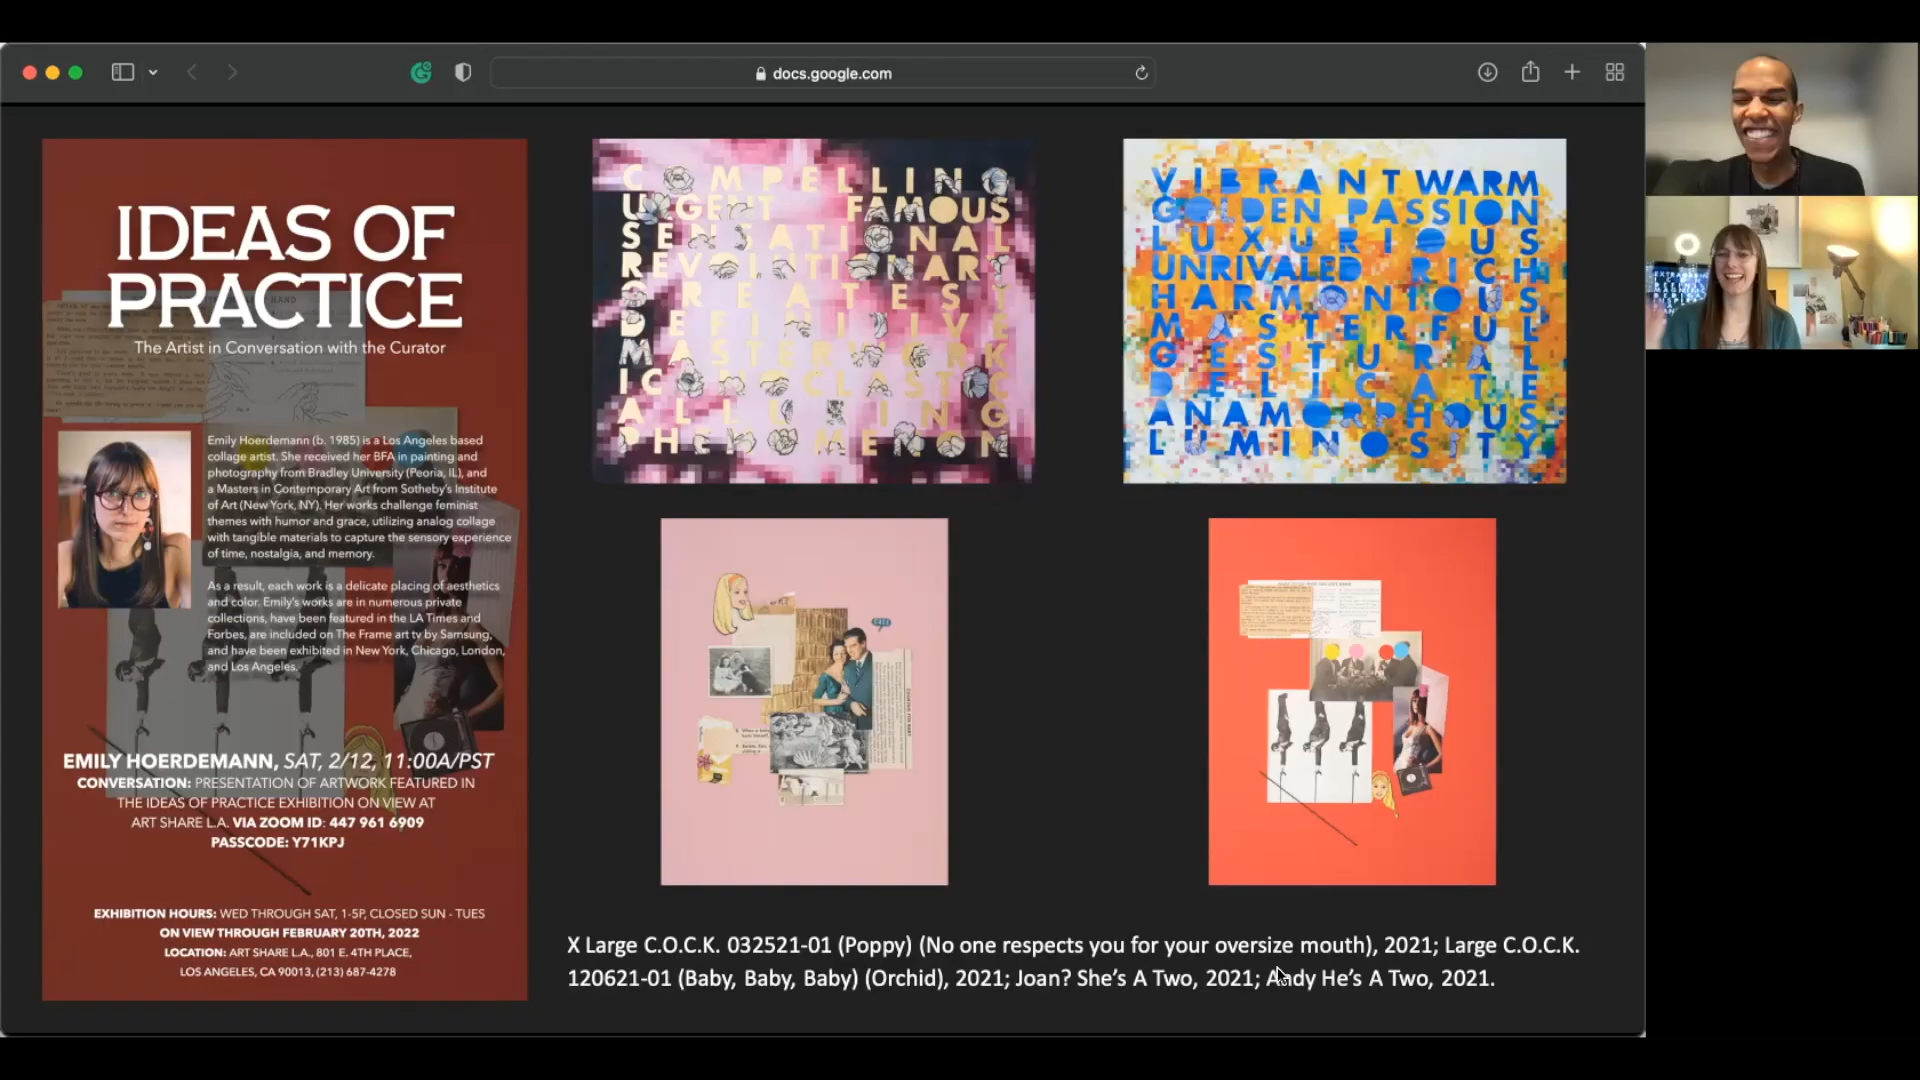 docs.google.com
IDEAS OF
PRACTICE
The Artist in Conversation with the Curator
Emily Hoerdemann (b. 1985) is a Los Angeles based
collage artist. She received her BFA in painting and
photography from Bradley University (Peoria, IL), and
a Masters in Contemporary Art from Sotheby's Institute
of Art (New York, NY). Her works challenge feminist
themes with humor and grace, utilizing analog collage
with tangible materials to capture the sensory experience
of time, nostalgia, and memory.
As a result, each work is a delicate placing of aesthetics
and color. Emily's works are in numerous private
collections, have been featured in the LA Times and
Forbes, are included on The Frame art tv by Samsung,
and have been exhibited in New York, Chicago, London,
and Los Angeles.
EMILY HOERDEMANN, SAT, 2/12, 11:00A/PST
CONVERSATION: PRESENTATION OF ARTWORK FEATURED IN
THE IDEAS OF PRACTICE EXHIBITION ON VIEW AT
ART SHARE L.A. VIA ZOOM ID: 447 961 6909
PASSCODE: Y71KPJ
EXHIBITION HOURS: WED THROUGH SAT, 1-5P, CLOSED SUN - TUES
ON VIEW THROUGH FEBRUARY 20TH, 2022
LOCATION: ART SHARE L.A., 801 E. 4TH PLACE,
LOS ANGELES, CA 90013, (213) 687-4278
COMPELLING
URGENT FAMOUS
SENSATIONAL
REVOLUTIONARY
GREATEST
DEFINITIVE
MASTERWORK
ICONOCLASTIC
ALLURING
PHENOMENON
VIBRANT WARM
GOLDEN PASSION
LUXURIOUS
UNRIVALED RICH
HARMONIOUS
MASTERFUL
GESTURAL
DELICATE
ANAMORPHOUS
LUMINOSITY
X Large C.O.C.K. 032521-01 (Poppy) (No one respects you for your oversize mouth), 2021; Large C.O.C.K.
120621-01 (Baby, Baby, Baby) (Orchid), 2021; Joan? She's A Two, 2021; Andy He's A Two, 2021.